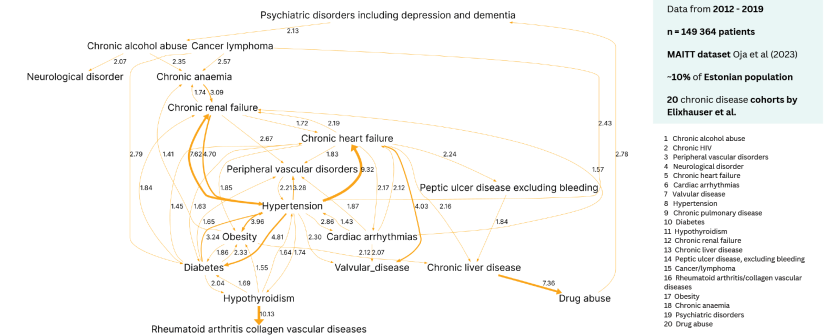 Psychiatric disorders including depression and dementia
2.13
Chronic alcohol abuse Cancer lymphoma
2.07 2.35 2.57
Neurological disorder Chronic anaemia
1.74 3.09
Chronic renal failure
1.72 2.19 2.43
2.67 Chronic heart failure
2.79 1.41 7.62 4.70 1.83 2.24 2.78
Peripheral vascular disorders 9.32 1.57
1.84 1.85 2.21 3.28 2.17 2.12 Peptic ulcer disease excluding bleeding
1.45 1.63 Hypertension 1.87 4.03 2.16
1.65 3.96 2.86 1.43 1.84
3.24 Obesity 4.81 2.30 Cardiac arrhythmias
1.86 2.33 1.64 1.74 2.12 2.07
Diabetes 1.55 Valvular_disease Chronic liver disease
2.04 1.69 7.36
Hypothyroidism Drug abuse
10.13
Rheumatoid arthritis collagen vascular diseases
Data from 2012 - 2019
n = 149 364 patients
MAITT dataset Oja et al (2023)
~10% of Estonian population
20 chronic disease cohorts by
Elixhauser et al.
1 Chronic alcohol abuse
2 Chronic HIV
3 Peripheral vascular disorders
4 Neurological disorder
5 Chronic heart failure
6 Cardiac arrhythmias
7 Valvular disease
8 Hypertension
9 Chronic pulmonary disease
10 Diabetes
11 Hypothyroidism
12 Chronic renal failure
13 Chronic liver disease
14 Peptic ulcer disease, excluding bleeding
15 Cancer/lymphoma
16 Rheumatoid arthritis/collagen vascular
diseases
17 Obesity
18 Chronic anaemia
19 Psychiatric disorders
20 Drug abuse